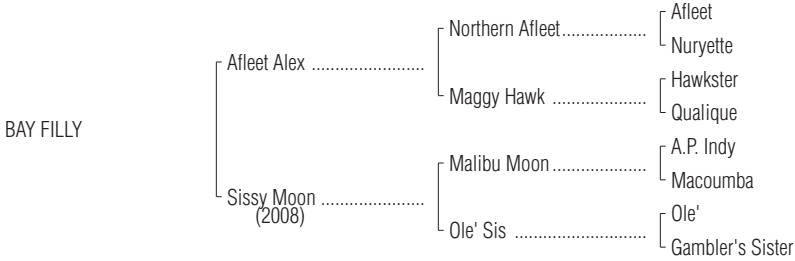 Afleet
Northern Afleet..................
Nuryette
Afleet Alex ........................
Hawkster
Maggy Hawk ....................
Qualique
BAY FILLY
A.P. Indy
Malibu Moon....................
Macoumba
Sissy Moon ......................
(2008)
Ole'
Ole' Sis ............................
Gambler's Sister